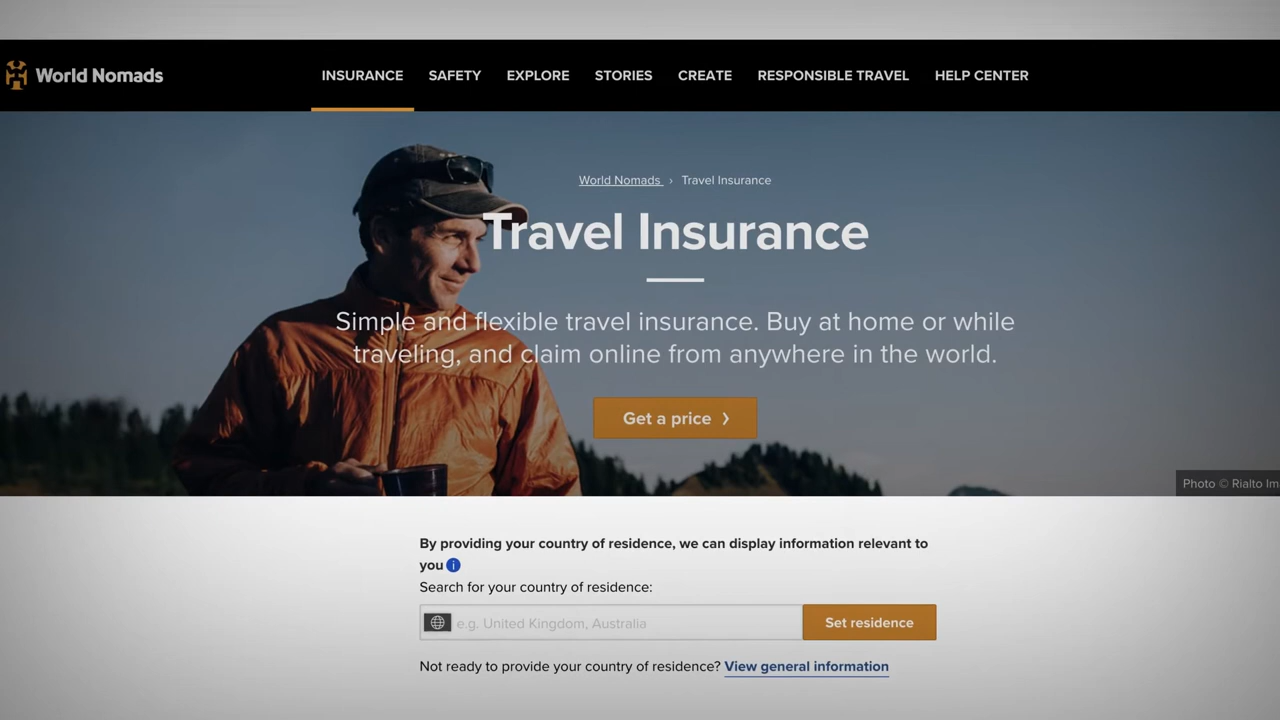 World Nomads
INSURANCE
SAFETY
EXPLORE
STORIES
CREATE
RESPONSIBLE TRAVEL
HELP CENTER
World Nomads › Travel Insurance
Travel Insurance
Simple and flexible travel insurance. Buy at home or while
traveling, and claim online from anywhere in the world.
Get a price ›
Photo © Rialto Im
By providing your country of residence, we can display information relevant to
you i
Search for your country of residence:
e.g. United Kingdom, Australia
Set residence
Not ready to provide your country of residence? View general information